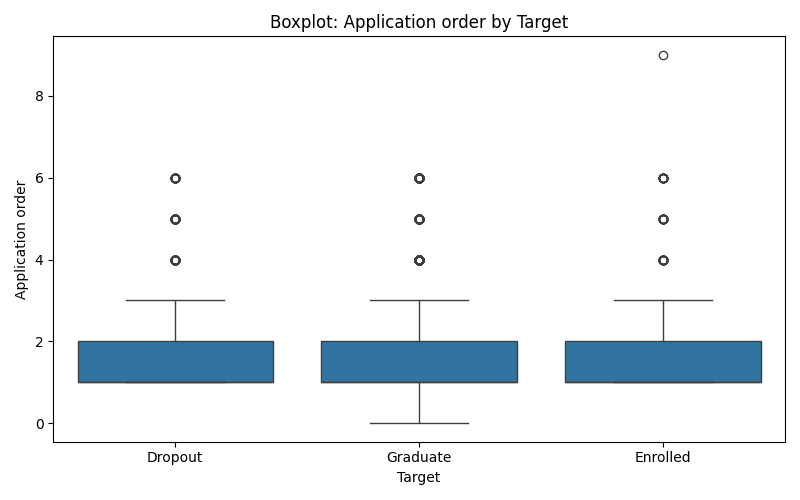 Boxplot: Application order by Target
Application order
8
6
4
2
0
Dropout Graduate Enrolled
Target